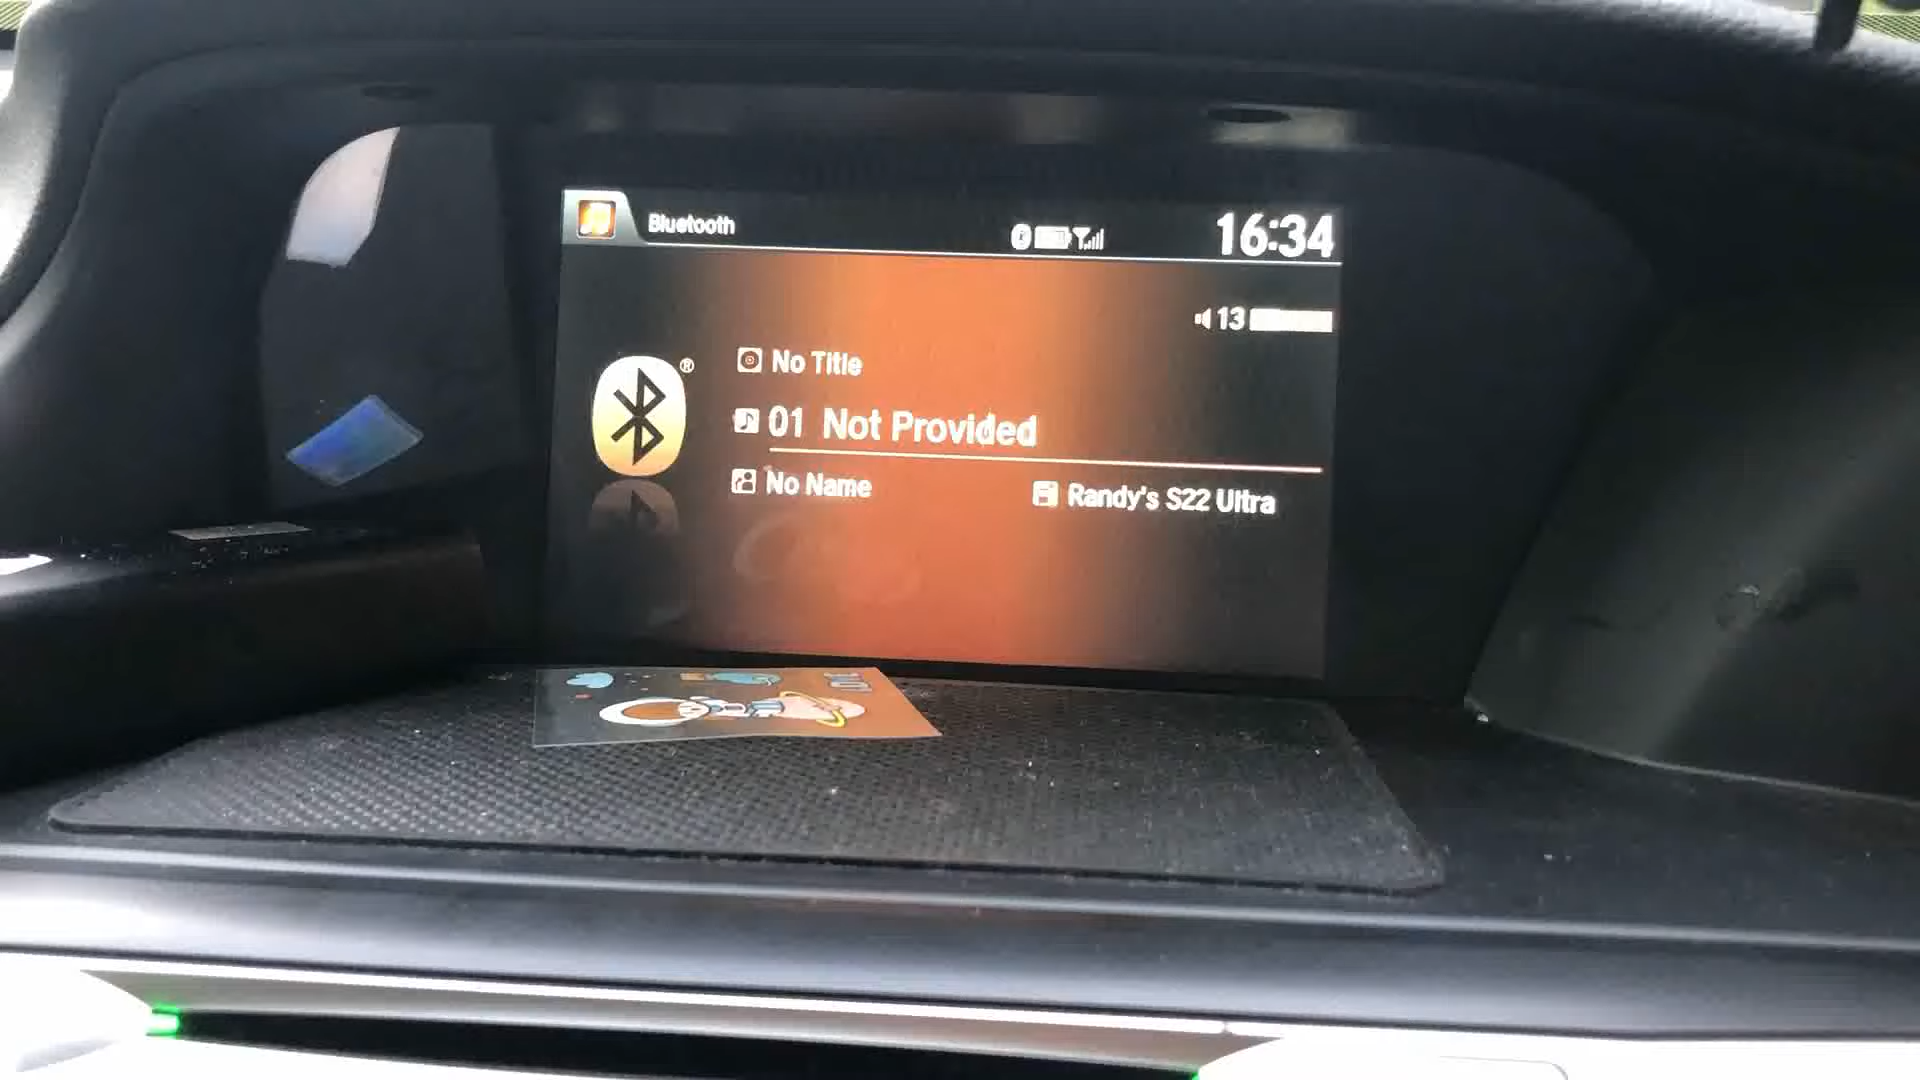 Bluetooth
16:34
13
No Title
01 Not Provided
No Name
Randy's S22 Ultra